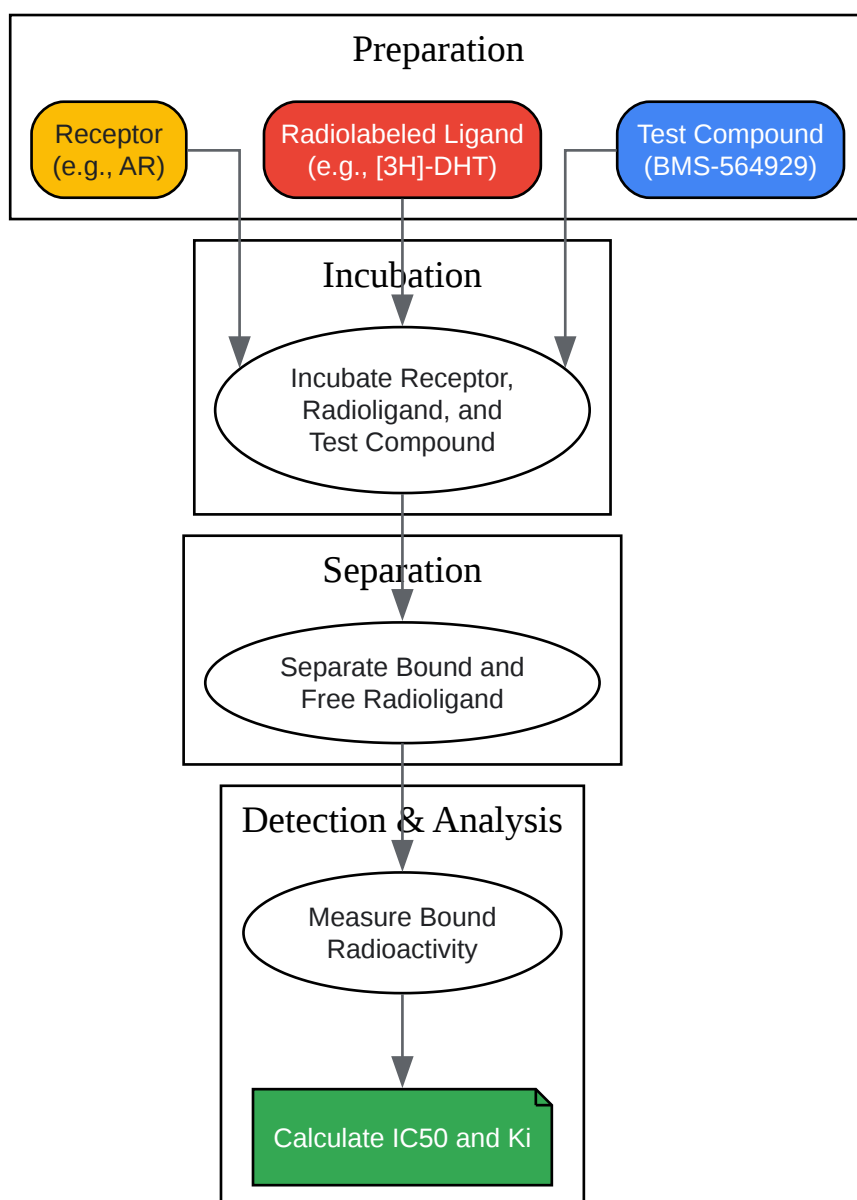 Preparation
Receptor
(e.g., AR)
Radiolabeled Ligand
(e.g., [3H]-DHT)
Test Compound
(BMS-564929)
Incubation
Incubate Receptor,
Radioligand, and
Test Compound
Separation
Separate Bound and
Free Radioligand
Detection & Analysis
Measure Bound
Radioactivity
Calculate IC50 and Ki